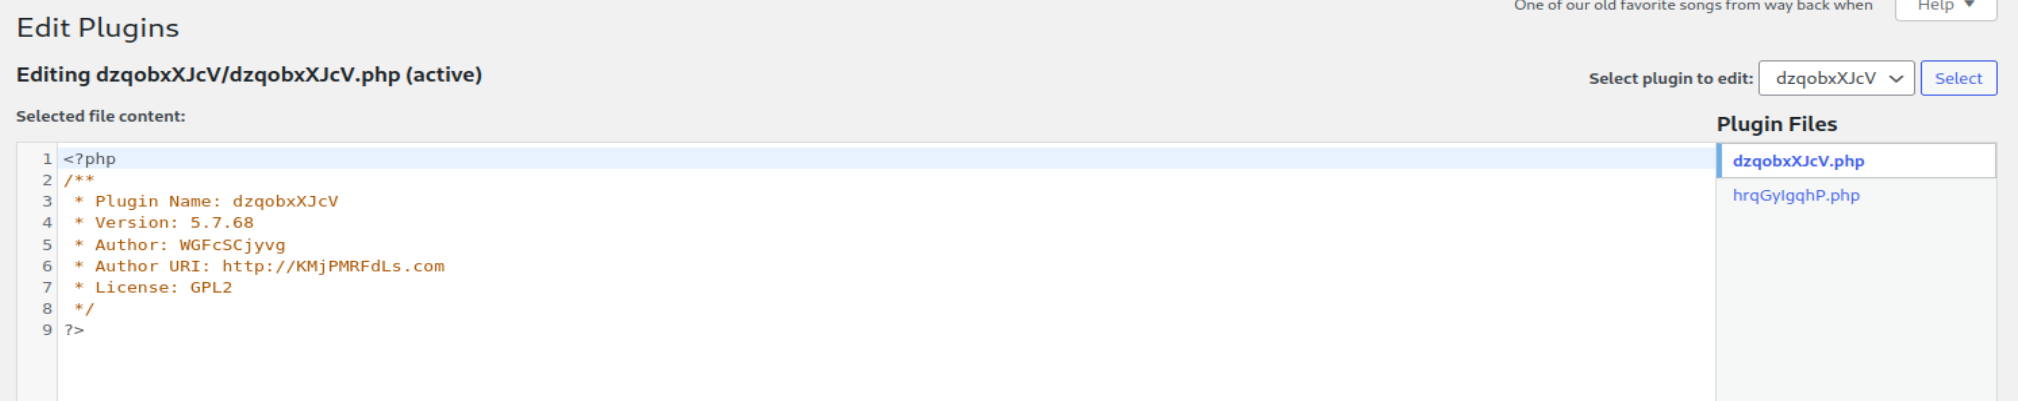 One of our old favorite songs from way back when
Help
Edit Plugins
Editing dzqobxXJcV/dzqobxXJcV.php (active)
Select plugin to edit: dzqobxXJcV Select
Selected file content:
Plugin Files
1 <?php
2 /**
3  * Plugin Name: dzqobxXJcV
4  * Version: 5.7.68
5  * Author: WGFcSCjyvg
6  * Author URI: http://KMjPMRFdLs.com
7  * License: GPL2
8  */
9 ?>
dzqobxXJcV.php
hrqGyIgqhP.php